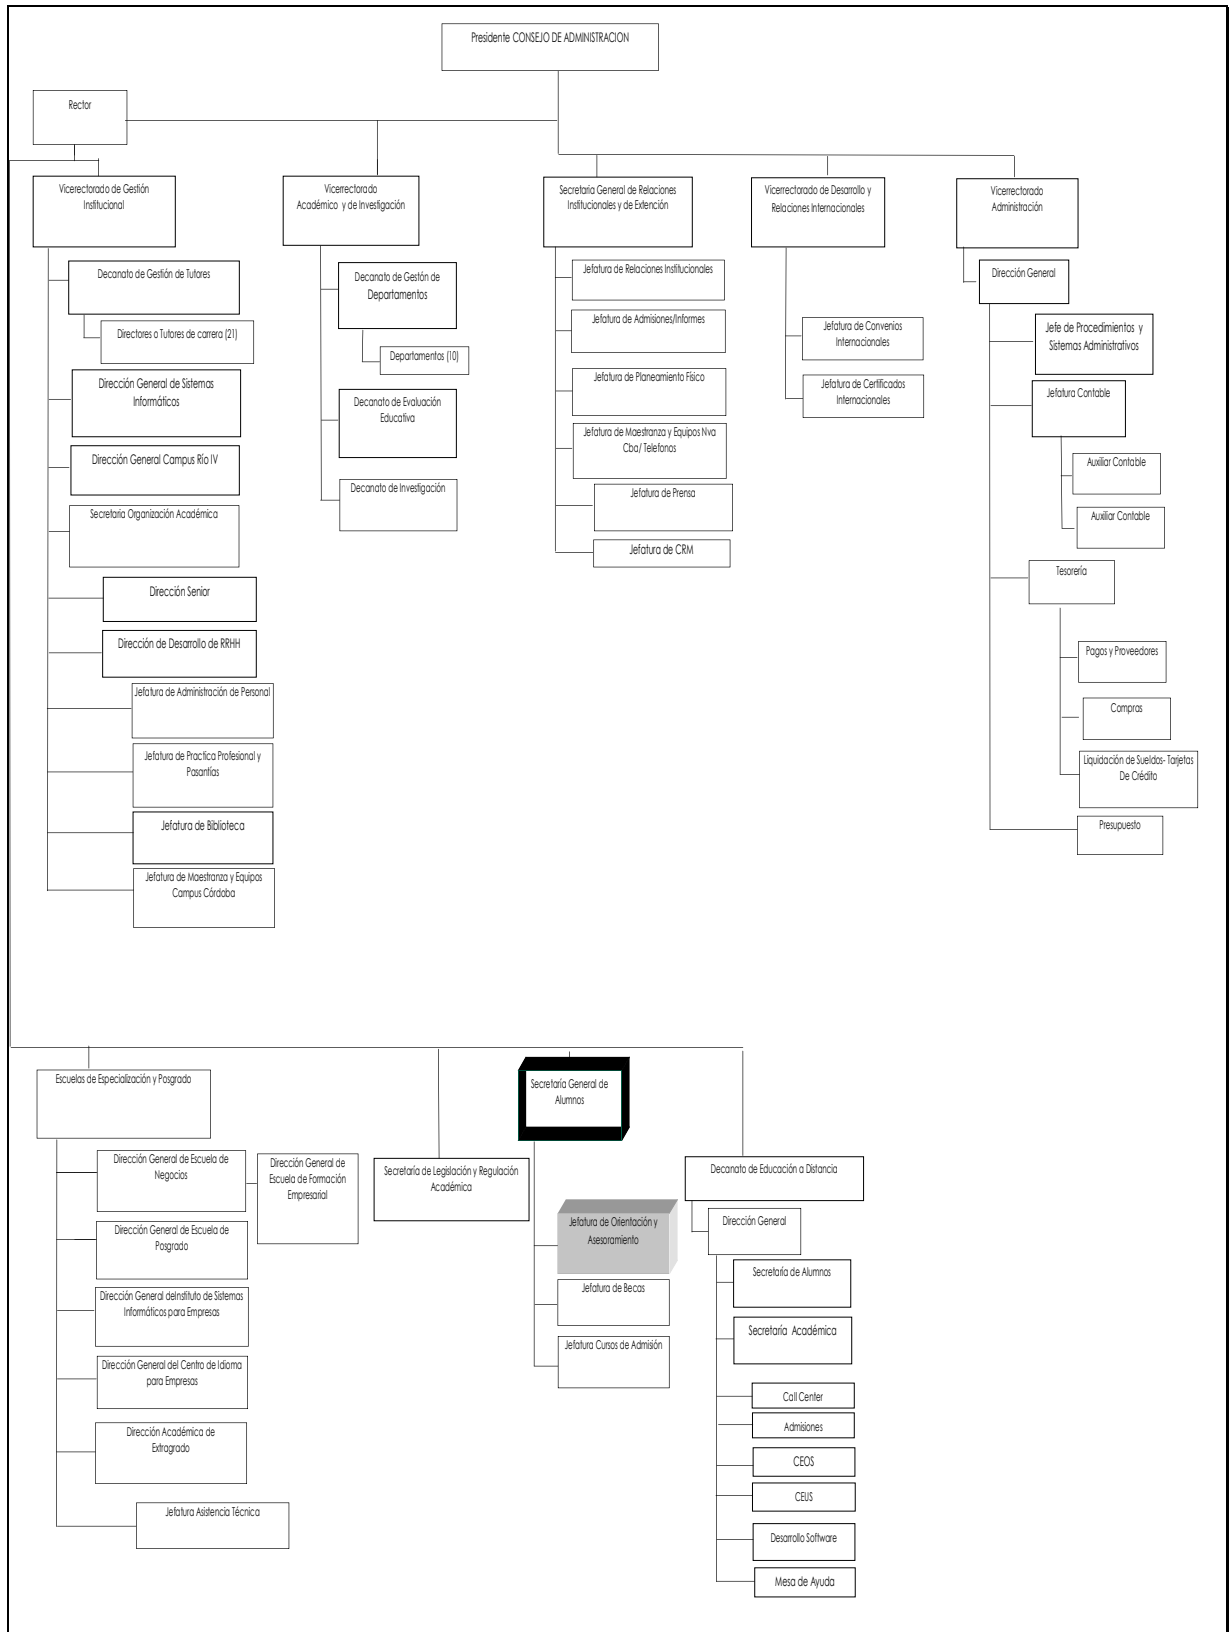 Presidente CONSEJO DE ADMINISTRACION
Rector
Vicerectorado de Gestión
Institucional
Decanato de Gestión de Tutores
Directores o Tutores de carrera (21)
Dirección General de Sistemas
Informáticos
Dirección General Campus Río IV
Secretaria Organización Académica
Dirección Senior
Dirección de Desarrollo de RRHH
Jefatura de Administración de Personal
Jefatura de Practica Profesional y
Pasantías
Jefatura de Biblioteca
Jefatura de Maestranza y Equipos
Campus Córdoba
Vicerrectorado
Académico y de Investigación
Decanato de Gestón de
Departamentos
Departamentos (10)
Decanato de Evaluación
Educativa
Decanato de Investigación
Secretaria General de Relaciones
Institucionales y de Extención
Jefatura de Relaciones Institucionales
Jefatura de Admisiones/Informes
Jefatura de Planeamiento Físico
Jefatura de Maestranza y Equipos Nva
Cba/ Telefonos
Jefatura de Prensa
Jefatura de CRM
Vicerrectorado de Desarrollo y
Relaciones Internacionales
Jefatura de Convenios
Internacionales
Jefatura de Certificados
Internacionales
Vicerrectorado
Administración
Dirección General
Jefe de Procedimientos y
Sistemas Administrativos
Jefatura Contable
Auxiliar Contable
Auxiliar Contable
Tesorería
Pagos y Proveedores
Compras
Liquidación de Sueldos- Tarjetas
De Crédito
Presupuesto
Escuelas de Especialización y Posgrado
Dirección General de Escuela de
Negocios
Dirección General de
Escuela de Formación
Empresarial
Dirección General de Escuela de
Posgrado
Dirección General delInstituto de Sistemas
Informáticos para Empresas
Dirección General del Centro de Idioma
para Empresas
Dirección Académica de
Extragrado
Jefatura Asistencia Técnica
Secretaría de Legislación y Regulación
Académica
Secretaría General de
Alumnos
Jefatura de Orientación y
Asesoramiento
Jefatura de Becas
Jefatura Cursos de Admisión
Decanato de Educación a Distancia
Dirección General
Secretaría de Alumnos
Secretaría Académica
Call Center
Admisiones
CEOS
CEUS
Desarrollo Software
Mesa de Ayuda